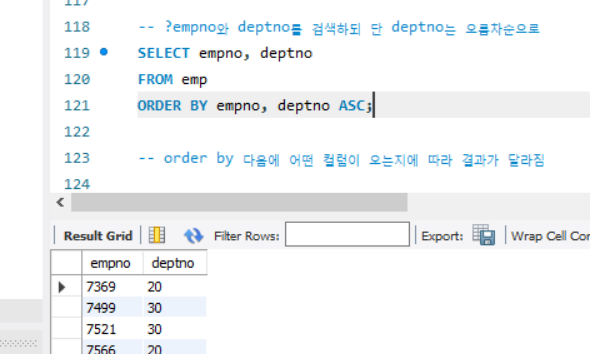 117
118 -- ?empno와 deptno를 검색하되 단 deptno는 오름차순으로
119 SELECT empno, deptno
120 FROM emp
121 ORDER BY empno, deptno ASC;
122
123 -- order by 다음에 어떤 컬럼이 오는지에 따라 결과가 달라짐
124
Result Grid Filter Rows: Export: Wrap Cell Con
empno deptno
7369 20
7499 30
7521 30
7566 20